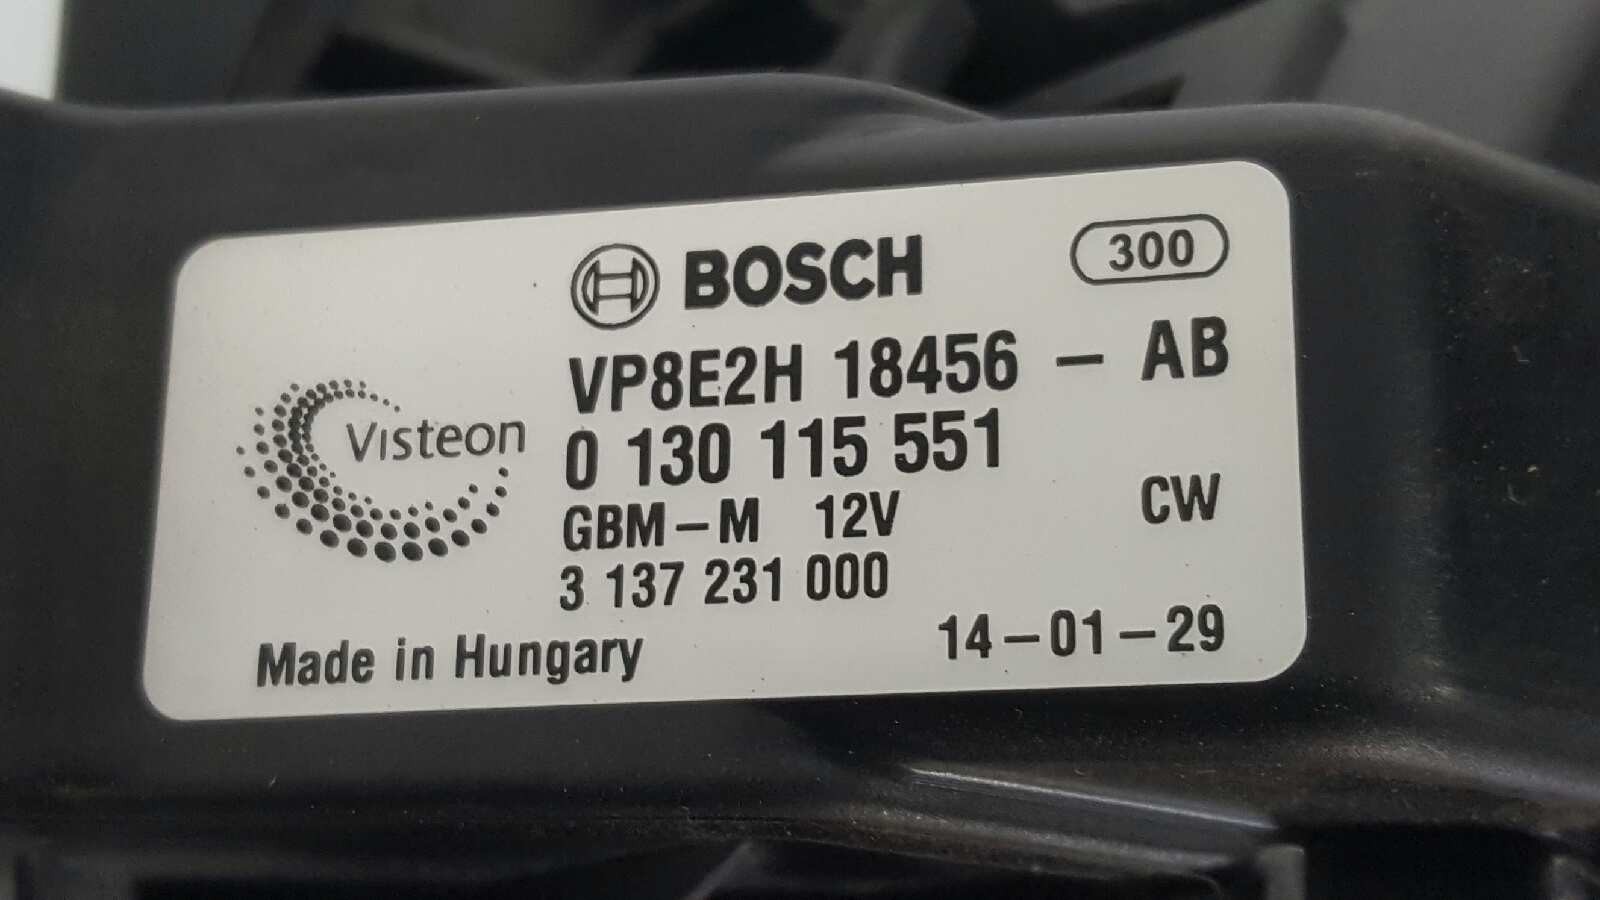 BOSCH 300
VP8E2H 18456 - AB
Visteon
0 130 115 551
GBM-M 12V CW
3 137 231 000
Made in Hungary 14-01-29